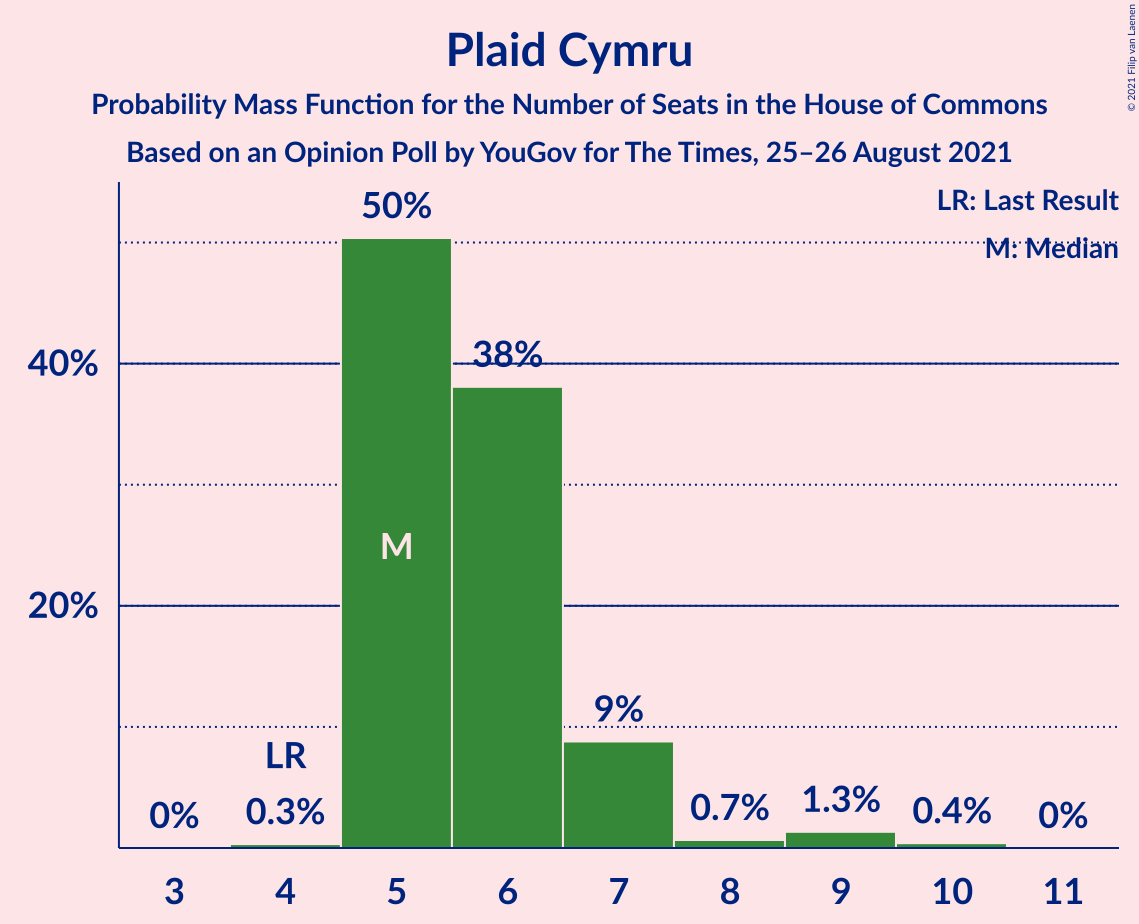 Plaid Cymru
Probability Mass Function for the Number of Seats in the House of Commons
Based on an Opinion Poll by YouGov for The Times, 25–26 August 2021
© 2021 Filip van Laenen
LR: Last Result
M: Median
50%
38%
40%
M
20%
9%
LR
0% 0.3% 0.7% 1.3% 0.4% 0%
3 4 5 6 7 8 9 10 11